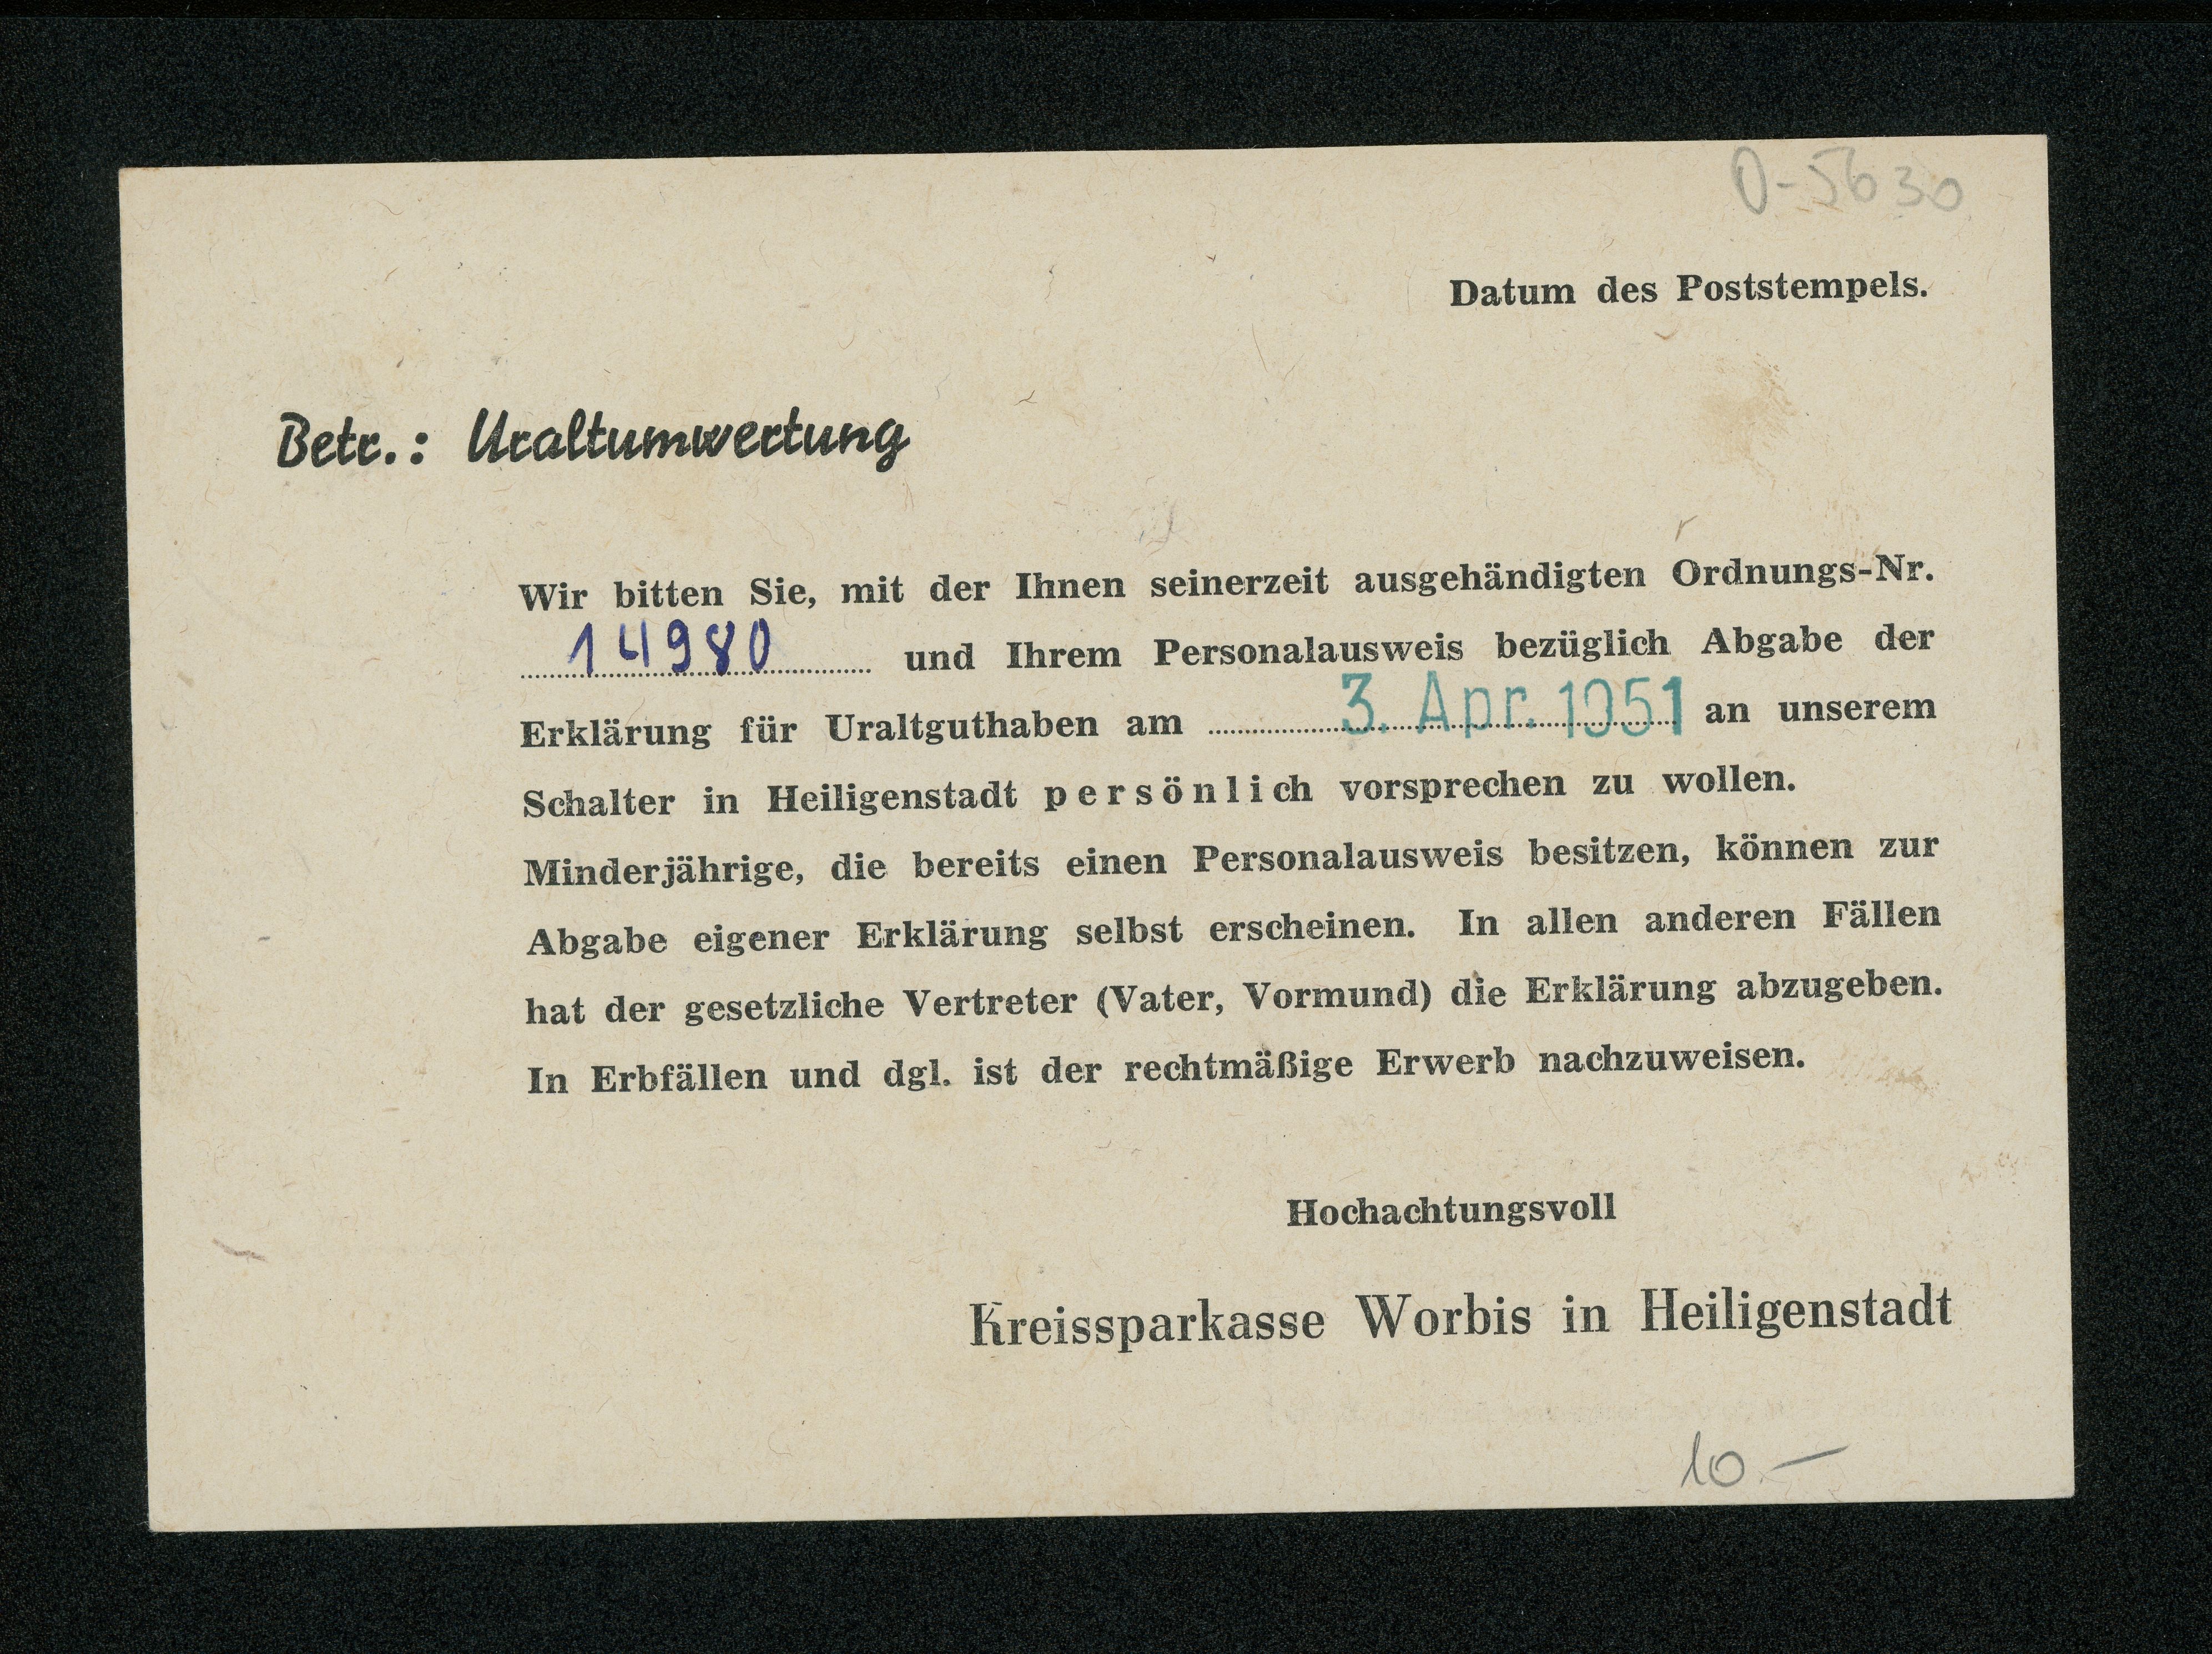 O-5630
Datum des Poststempels.
Betr.: Uraltumwertung
Wir bitten Sie, mit der Ihnen seinerzeit ausgehändigten Ordnungs-Nr.
14980 und Ihrem Personalausweis bezüglich Abgabe der
Erklärung für Uraltguthaben am 3. Apr. 1951 an unserem
Schalter in Heiligenstadt persönlich vorsprechen zu wollen.
Minderjährige, die bereits einen Personalausweis besitzen, können zur
Abgabe eigener Erklärung selbst erscheinen. In allen anderen Fällen
hat der gesetzliche Vertreter (Vater, Vormund) die Erklärung abzugeben.
In Erbfällen und dgl. ist der rechtmäßige Erwerb nachzuweisen.
Hochachtungsvoll
Kreissparkasse Worbis in Heiligenstadt
10.—